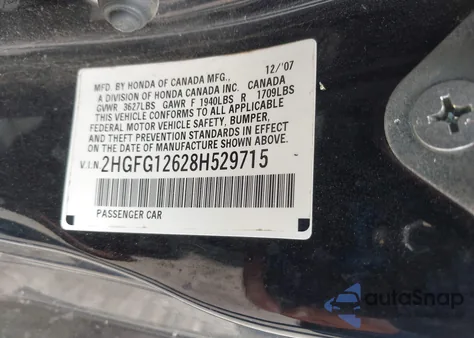 12/'07
MFD. BY HONDA OF CANADA MFG.,
A DIVISION OF HONDA CANADA INC. CANADA
GVWR 3627LBS GAWR F 1940LBS R 1709LBS
THIS VEHICLE CONFORMS TO ALL APPLICABLE
FEDERAL MOTOR VEHICLE SAFETY, BUMPER,
AND THEFT PREVENTION STANDARDS IN EFFECT
ON THE DATE OF MANUFACTURE SHOWN ABOVE.
V.I.N. 2HGFG12628H529715
PASSENGER CAR
autoSnap